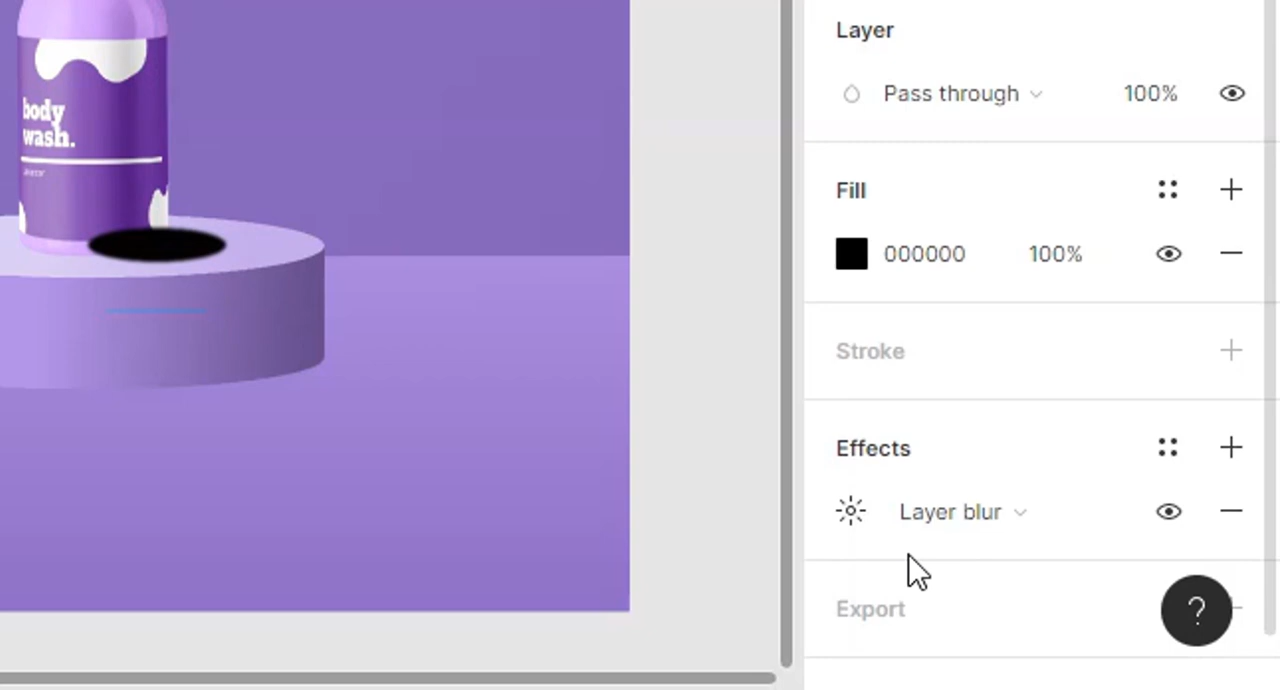 Layer
Pass through 100%
Fill
000000 100%
Stroke
Effects
Layer blur
Export
?
body
wash.